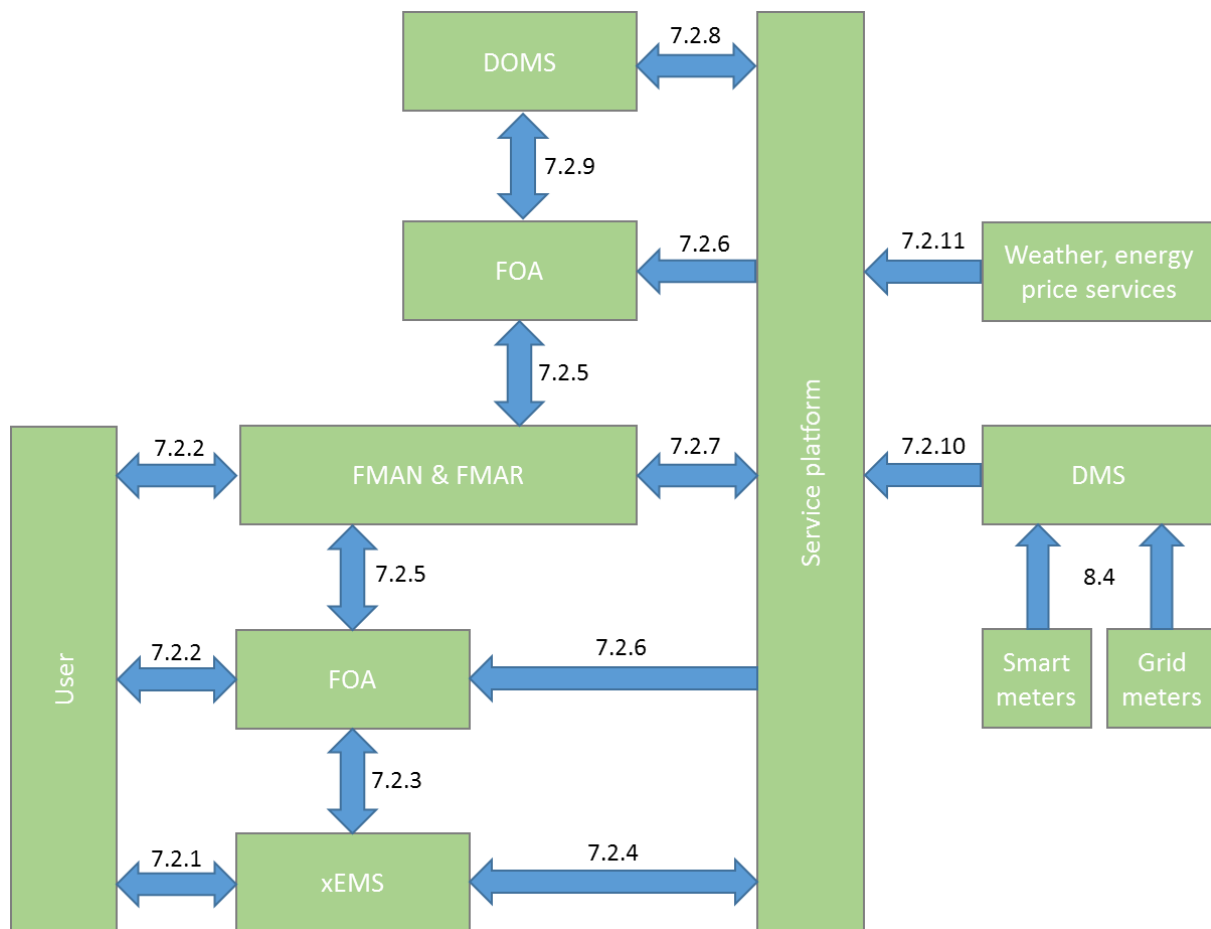 7.2.8
DOMS
7.2.9
7.2.6
7.2.11
FOA
Weather, energy
price services
7.2.5
Service platform
7.2.2
7.2.7
7.2.10
FMAN & FMAR
DMS
7.2.5
8.4
User
7.2.2
7.2.6
FOA
Smart
meters
Grid
meters
7.2.3
7.2.1
7.2.4
xEMS